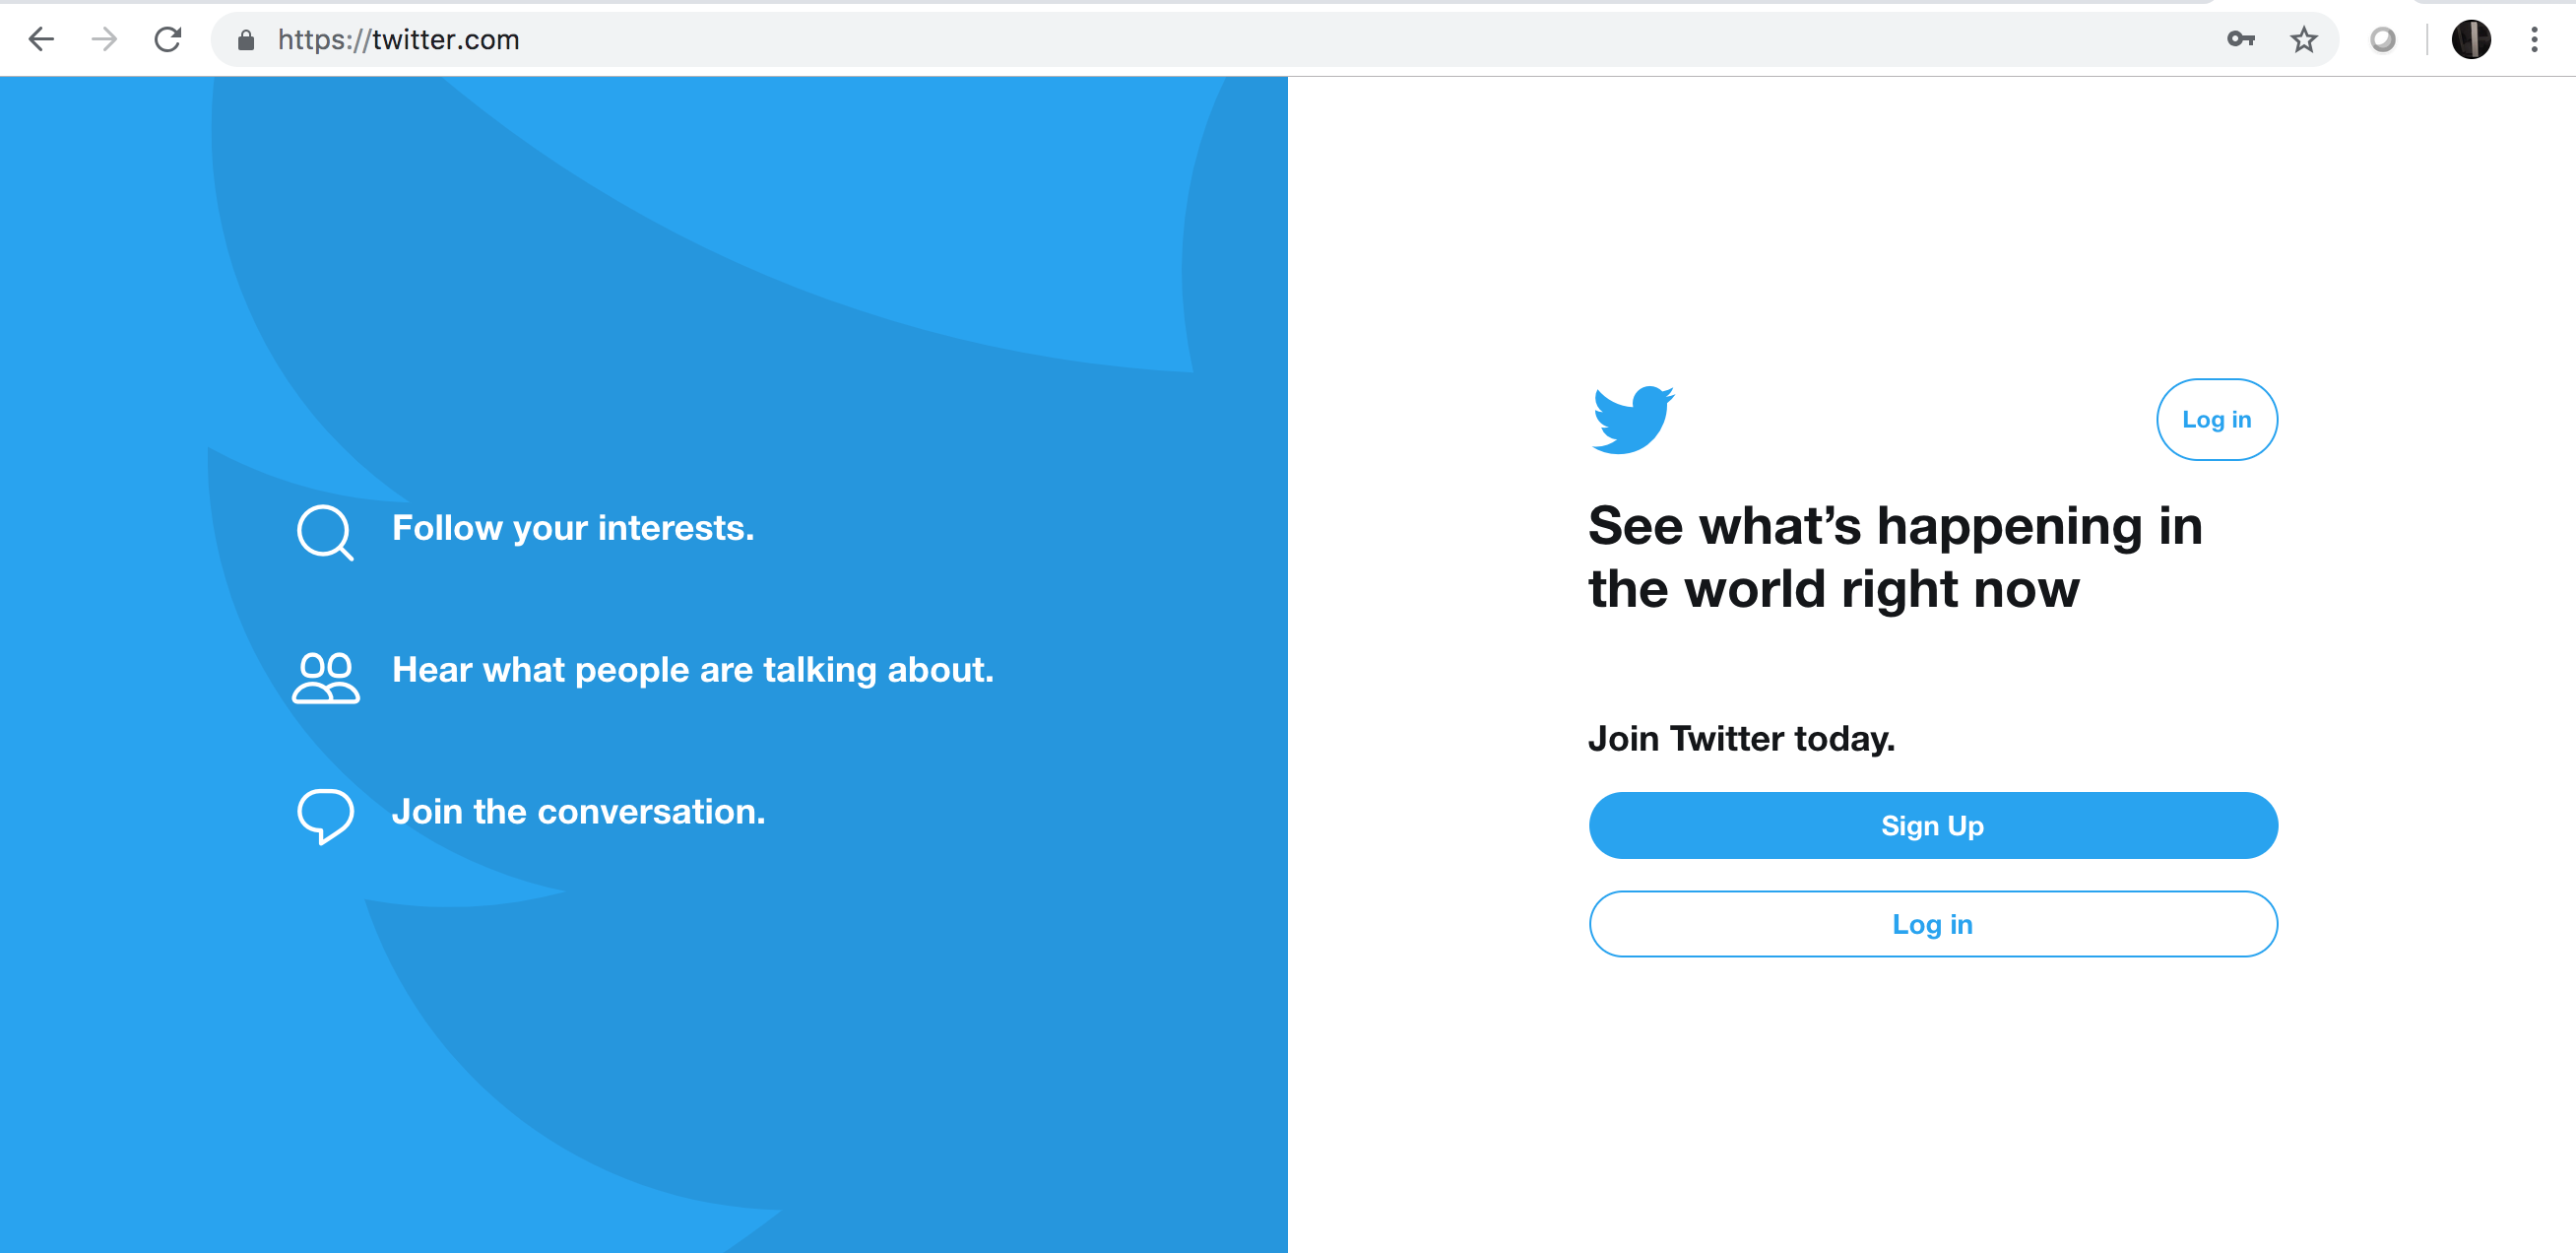 https://twitter.com
Follow your interests.
Hear what people are talking about.
Join the conversation.
Log in
See what’s happening in
the world right now
Join Twitter today.
Sign Up
Log in